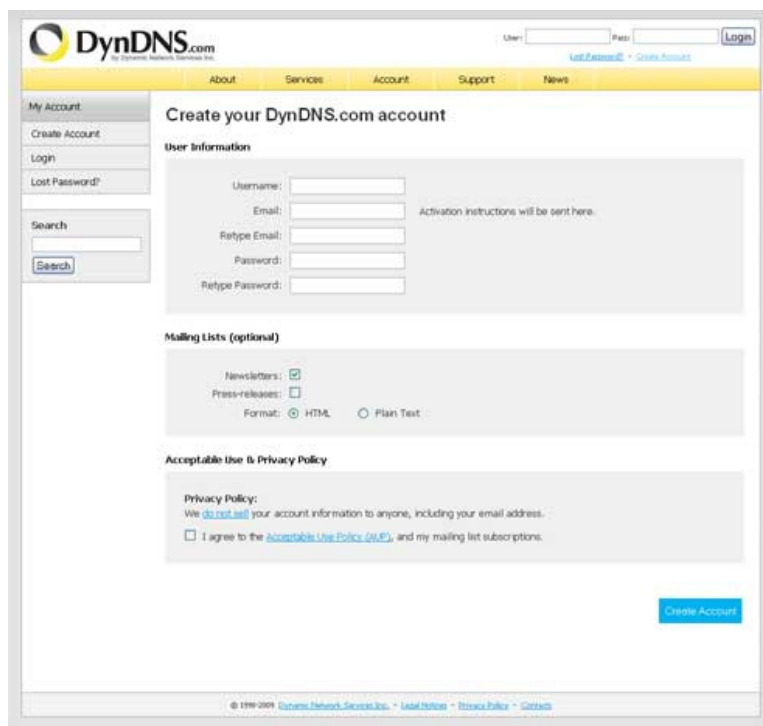 DynDNS.com
by Dynamic Network Services Inc.
User: Pass: Login
Lost Password? - Create Account
About Services Account Support News
My Account
Create Account
Login
Lost Password?
Search
Search
Create your DynDNS.com account
User Information
Username:
Email: Activation instructions will be sent here.
Retype Email:
Password:
Retype Password:
Mailing Lists (optional)
Newsletters:
Press-releases:
Format: HTML Plain Text
Acceptable Use & Privacy Policy
Privacy Policy:
We do not sell your account information to anyone, including your email address.
I agree to the Acceptable Use Policy (AUP), and my mailing list subscriptions.
Create Account
© 1998-2009 Dynamic Network Services Inc. - Legal Notices - Privacy Policy - Contacts